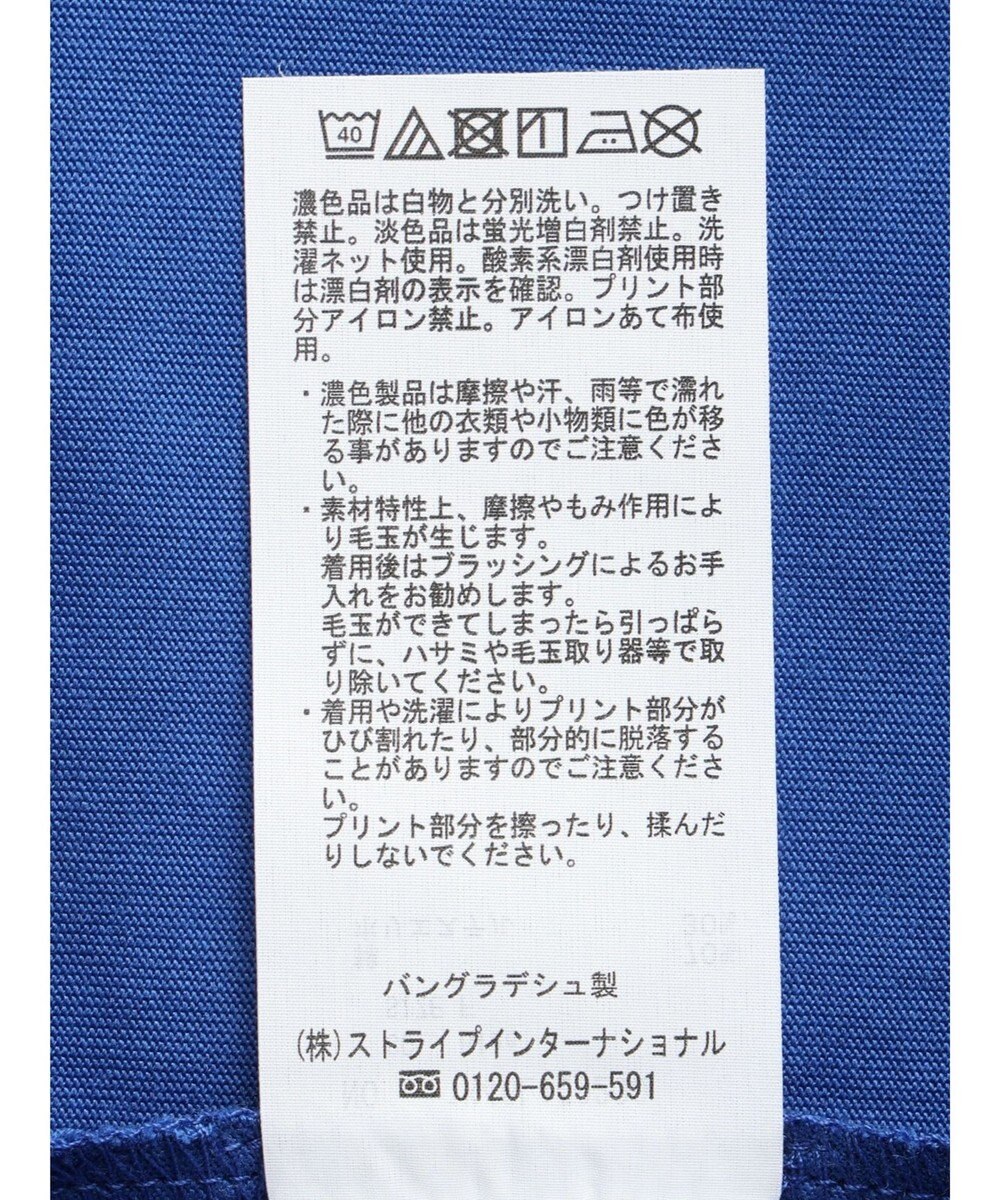 40
濃色品は白物と分別洗い。つけ置き
禁止。淡色品は蛍光増白剤禁止。洗
濯ネット使用。酸素系漂白剤使用時
は漂白剤の表示を確認。プリント部
分アイロン禁止。アイロンあて布使
用。
・濃色製品は摩擦や汗、雨等で濡れ
た際に他の衣類や小物類に色が移
る事がありますのでご注意くださ
い。
・素材特性上、摩擦やもみ作用によ
り毛玉が生じます。
着用後はブラッシングによるお手
入れをお勧めします。
毛玉ができてしまったら引っぱら
ずに、ハサミや毛玉取り器等で取
り除いてください。
・着用や洗濯によりプリント部分が
ひび割れたり、部分的に脱落する
ことがありますのでご注意くださ
い。
プリント部分を擦ったり、揉んだ
りしないでください。
バングラデシュ製
(株)ストライプインターナショナル
0120-659-591